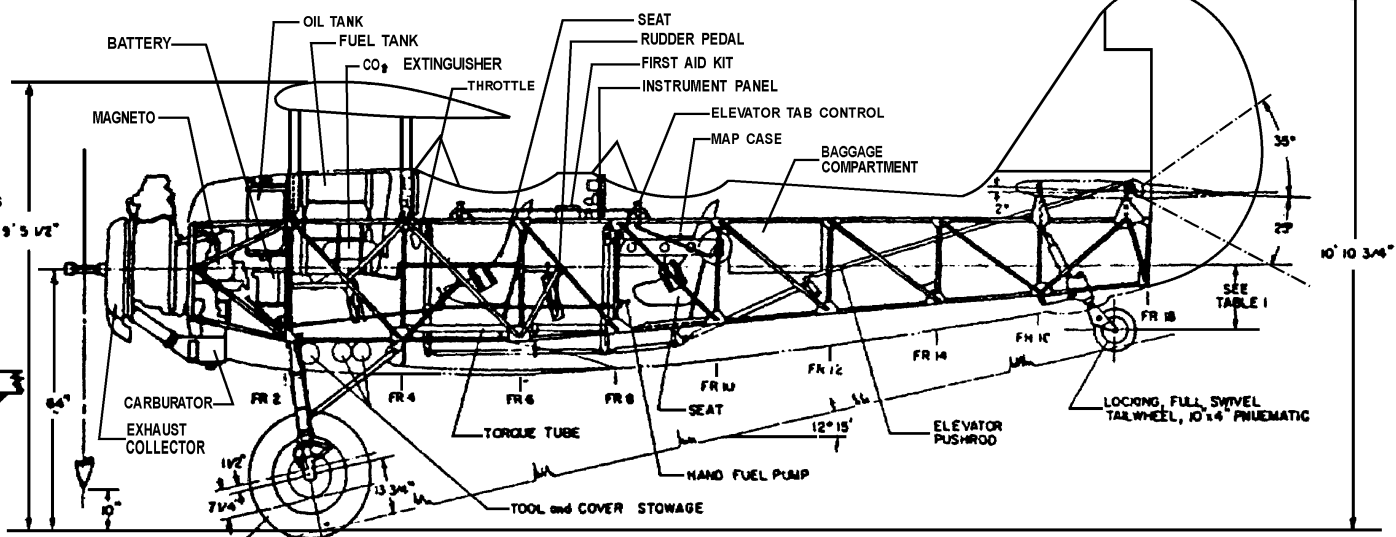 OIL TANK
BATTERY
FUEL TANK
CO₂ EXTINGUISHER
THROTTLE
MAGNETO
SEAT
RUDDER PEDAL
FIRST AID KIT
INSTRUMENT PANEL
ELEVATOR TAB CONTROL
MAP CASE
BAGGAGE
COMPARTMENT
35°
2°
25°
9' 5 1/2"
10' 10 3/4"
SEE
TABLE I
FR 2
FR 4
FR 6
FR 8
FR 10
FR 12
FR 14
FR 16
FR 18
64"
CARBURATOR
EXHAUST
COLLECTOR
TORQUE TUBE
SEAT
12° 15'
ELEVATOR
PUSHROD
LOCKING, FULL SWIVEL
TAILWHEEL, 10"x4" PNUEMATIC
HAND FUEL PUMP
1 1/2"
7 1/4"
13 3/4"
10"
TOOL and COVER STOWAGE